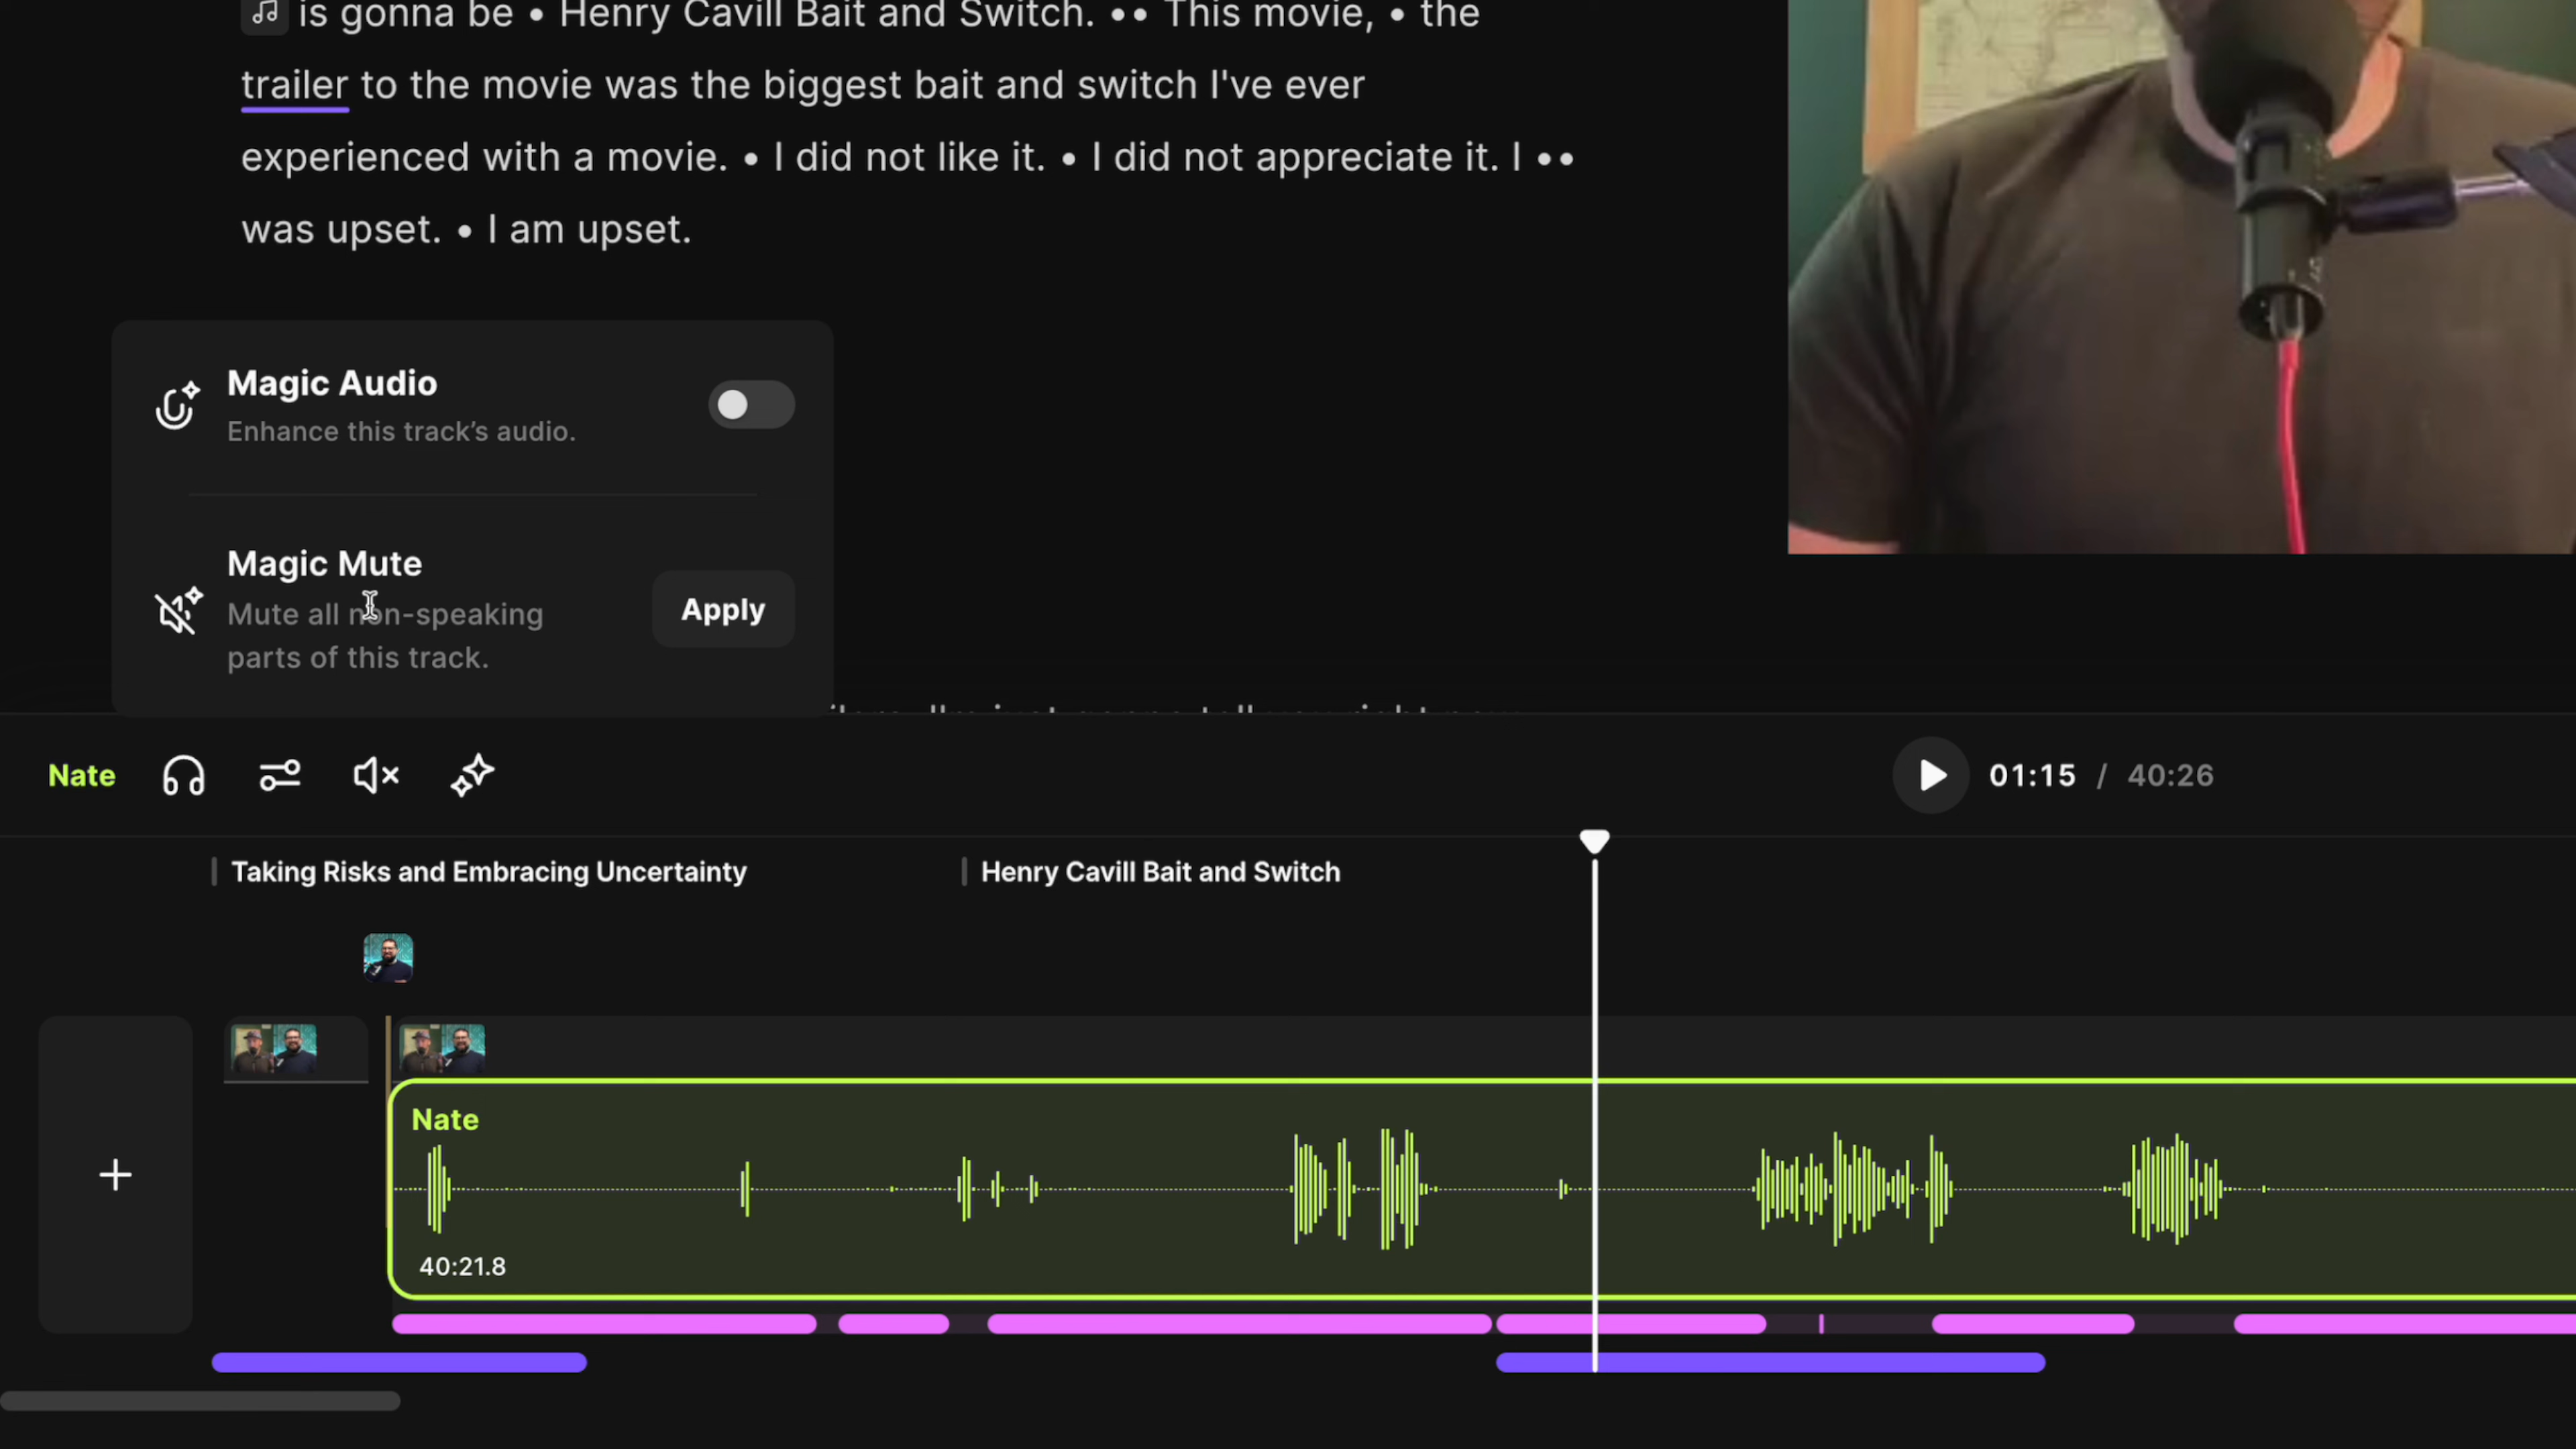 is gonna be • Henry Cavill Bait and Switch. •• This movie, • the
trailer to the movie was the biggest bait and switch I've ever
experienced with a movie. • I did not like it. • I did not appreciate it. I ••
was upset. • I am upset.
Magic Audio
Enhance this track’s audio.
Magic Mute
Mute all non-speaking
parts of this track.
Apply
Nate
01:15 / 40:26
Taking Risks and Embracing Uncertainty
Henry Cavill Bait and Switch
Nate
40:21.8